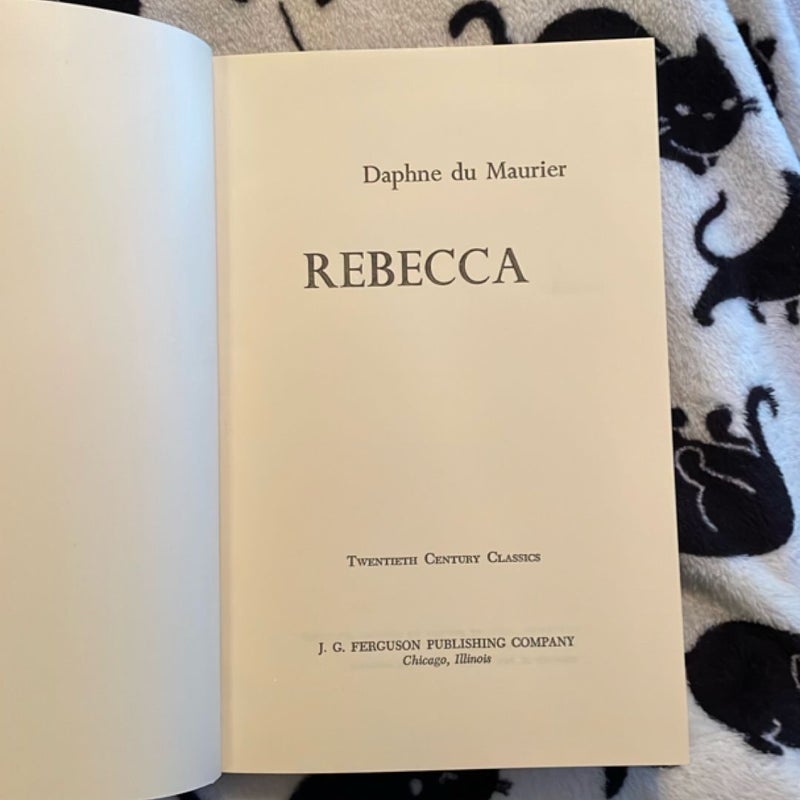 Daphne du Maurier
REBECCA
Twentieth Century Classics
J. G. FERGUSON PUBLISHING COMPANY
Chicago, Illinois